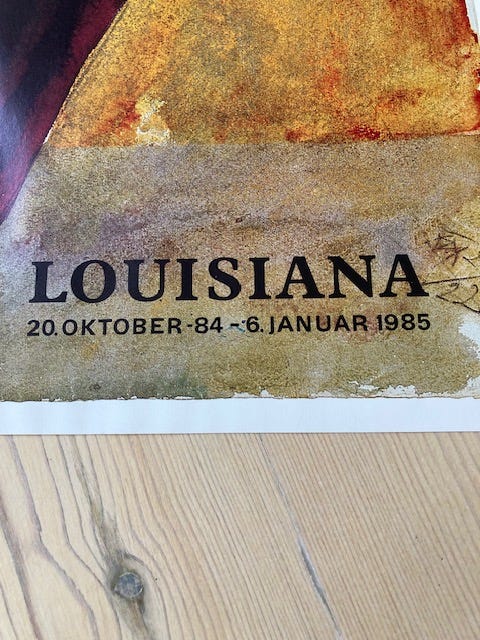 LOUISIANA
20. OKTOBER -84 - 6. JANUAR 1985